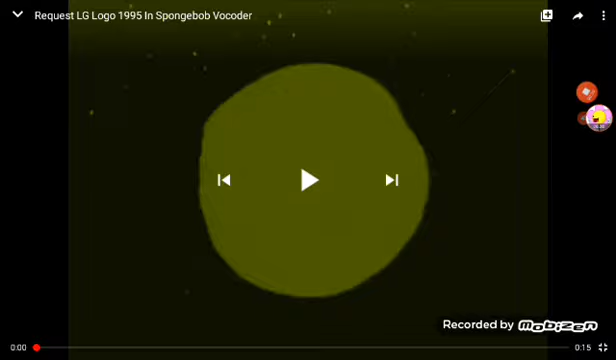 Request LG Logo 1995 In Spongebob Vocoder
Recorded by MOBIZEN
0:00
0:15